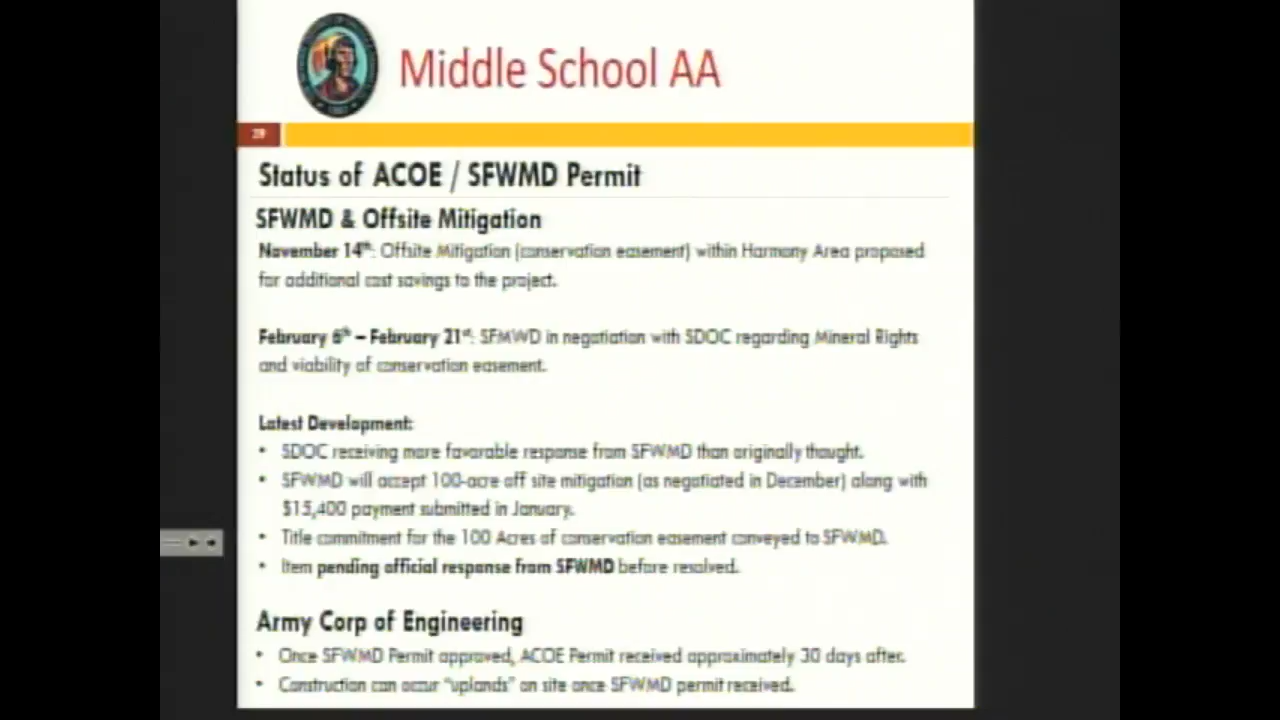 Middle School AA
Status of ACOE / SFWMD Permit
SFWMD & Offsite Mitigation
November 14th: Offsite Mitigation (conservation easement) within Harmony Area proposed
for additional cost savings to the project.
February 6th – February 21st: SFMWD in negotiation with SDOC regarding Mineral Rights
and viability of conservation easement.
Latest Development:
• SDOC receiving more favorable response from SFWMD than originally thought.
• SFWMD will accept 100-acre off site mitigation (as negotiated in December) along with
$15,400 payment submitted in January.
• Title commitment for the 100 Acres of conservation easement conveyed to SFWMD.
• Item pending official response from SFWMD before resolved.
Army Corp of Engineering
• Once SFWMD Permit approved, ACOE Permit received approximately 30 days after.
• Construction can occur "uplands" on site once SFWMD permit received.